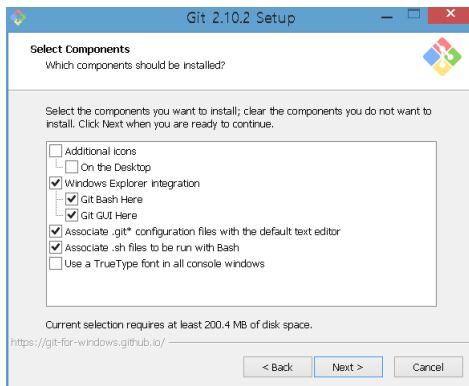 Git 2.10.2 Setup
Select Components
Which components should be installed?
Select the components you want to install; clear the components you do not want to
install. Click Next when you are ready to continue.
Additional icons
On the Desktop
Windows Explorer integration
Git Bash Here
Git GUI Here
Associate .git* configuration files with the default text editor
Associate .sh files to be run with Bash
Use a TrueType font in all console windows
Current selection requires at least 200.4 MB of disk space.
https://git-for-windows.github.io/
< Back Next > Cancel